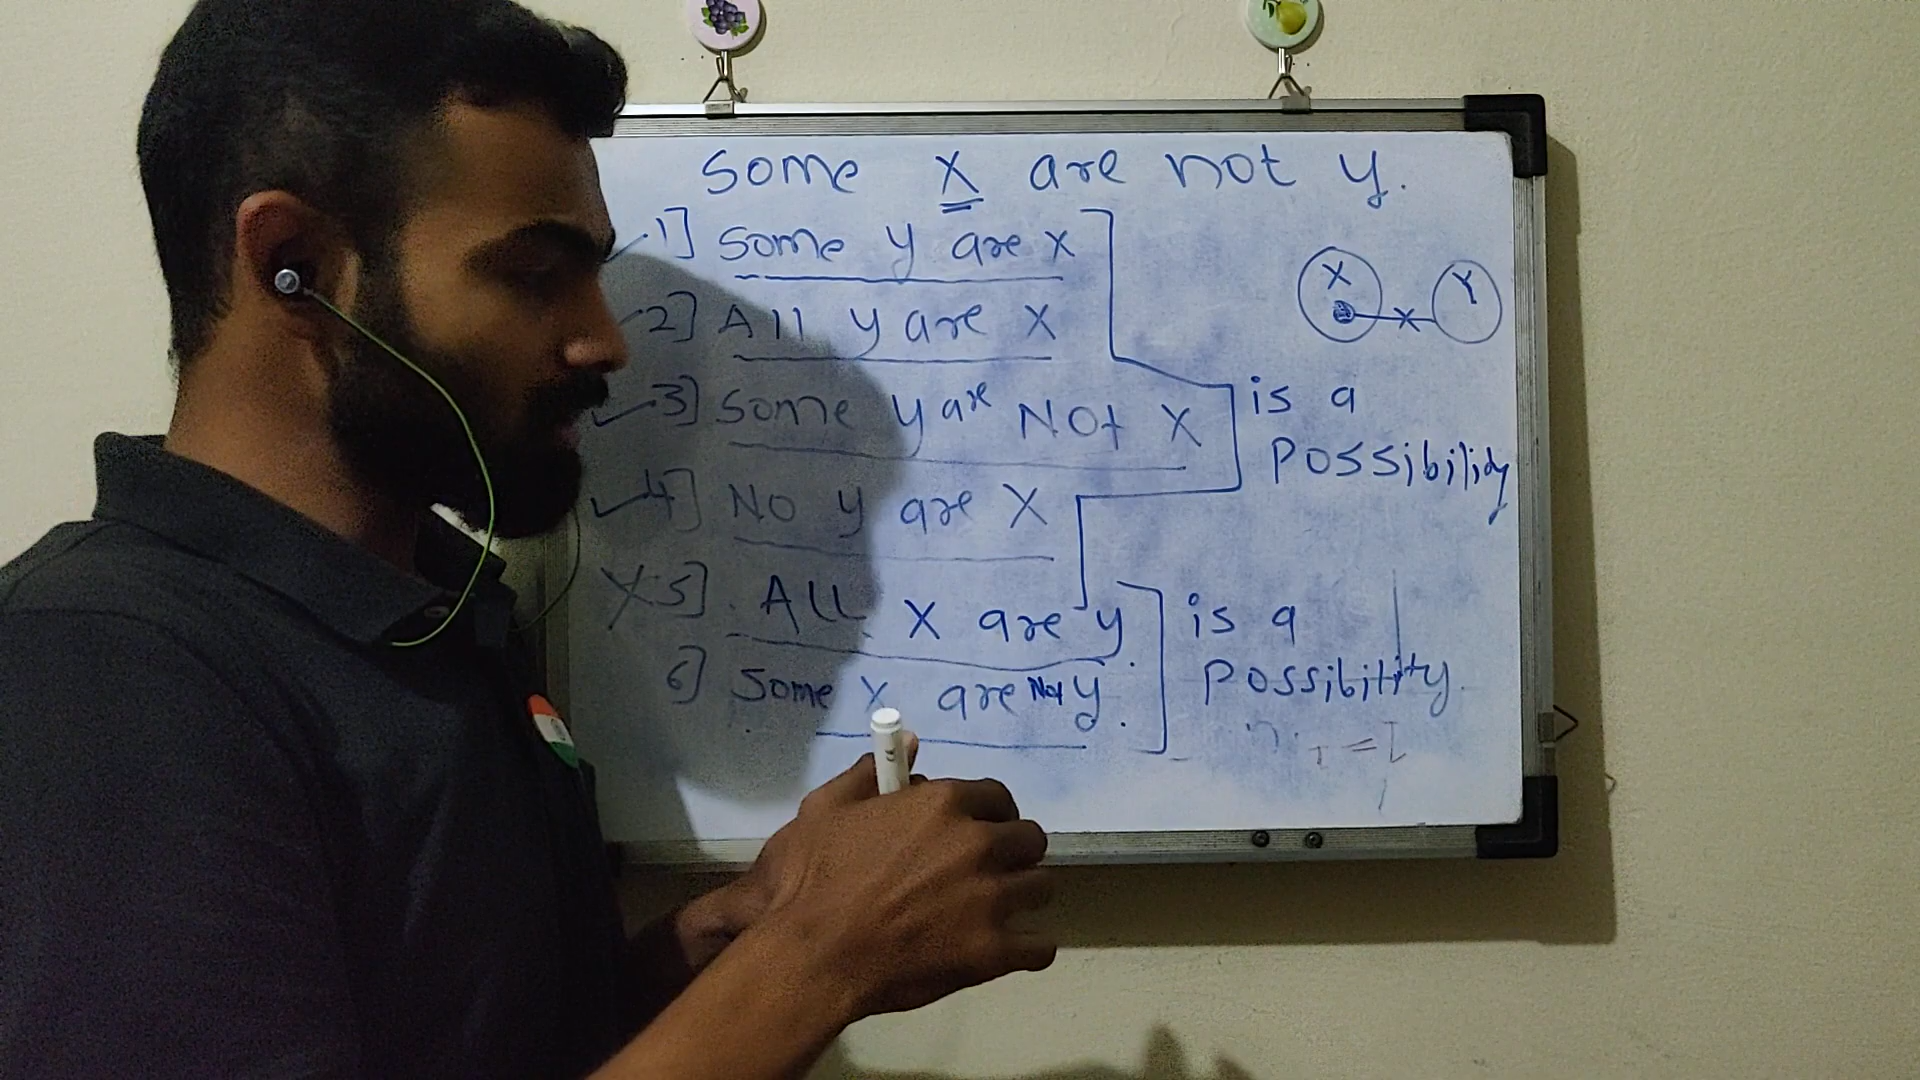 Some X are not y.
1] Some y are X
2] All y are X
3] Some y are NOt X
4] No y are X
is a
Possibility
X Y
5] ALL X are y.
6] Some X are Not y.
is a
Possibility.